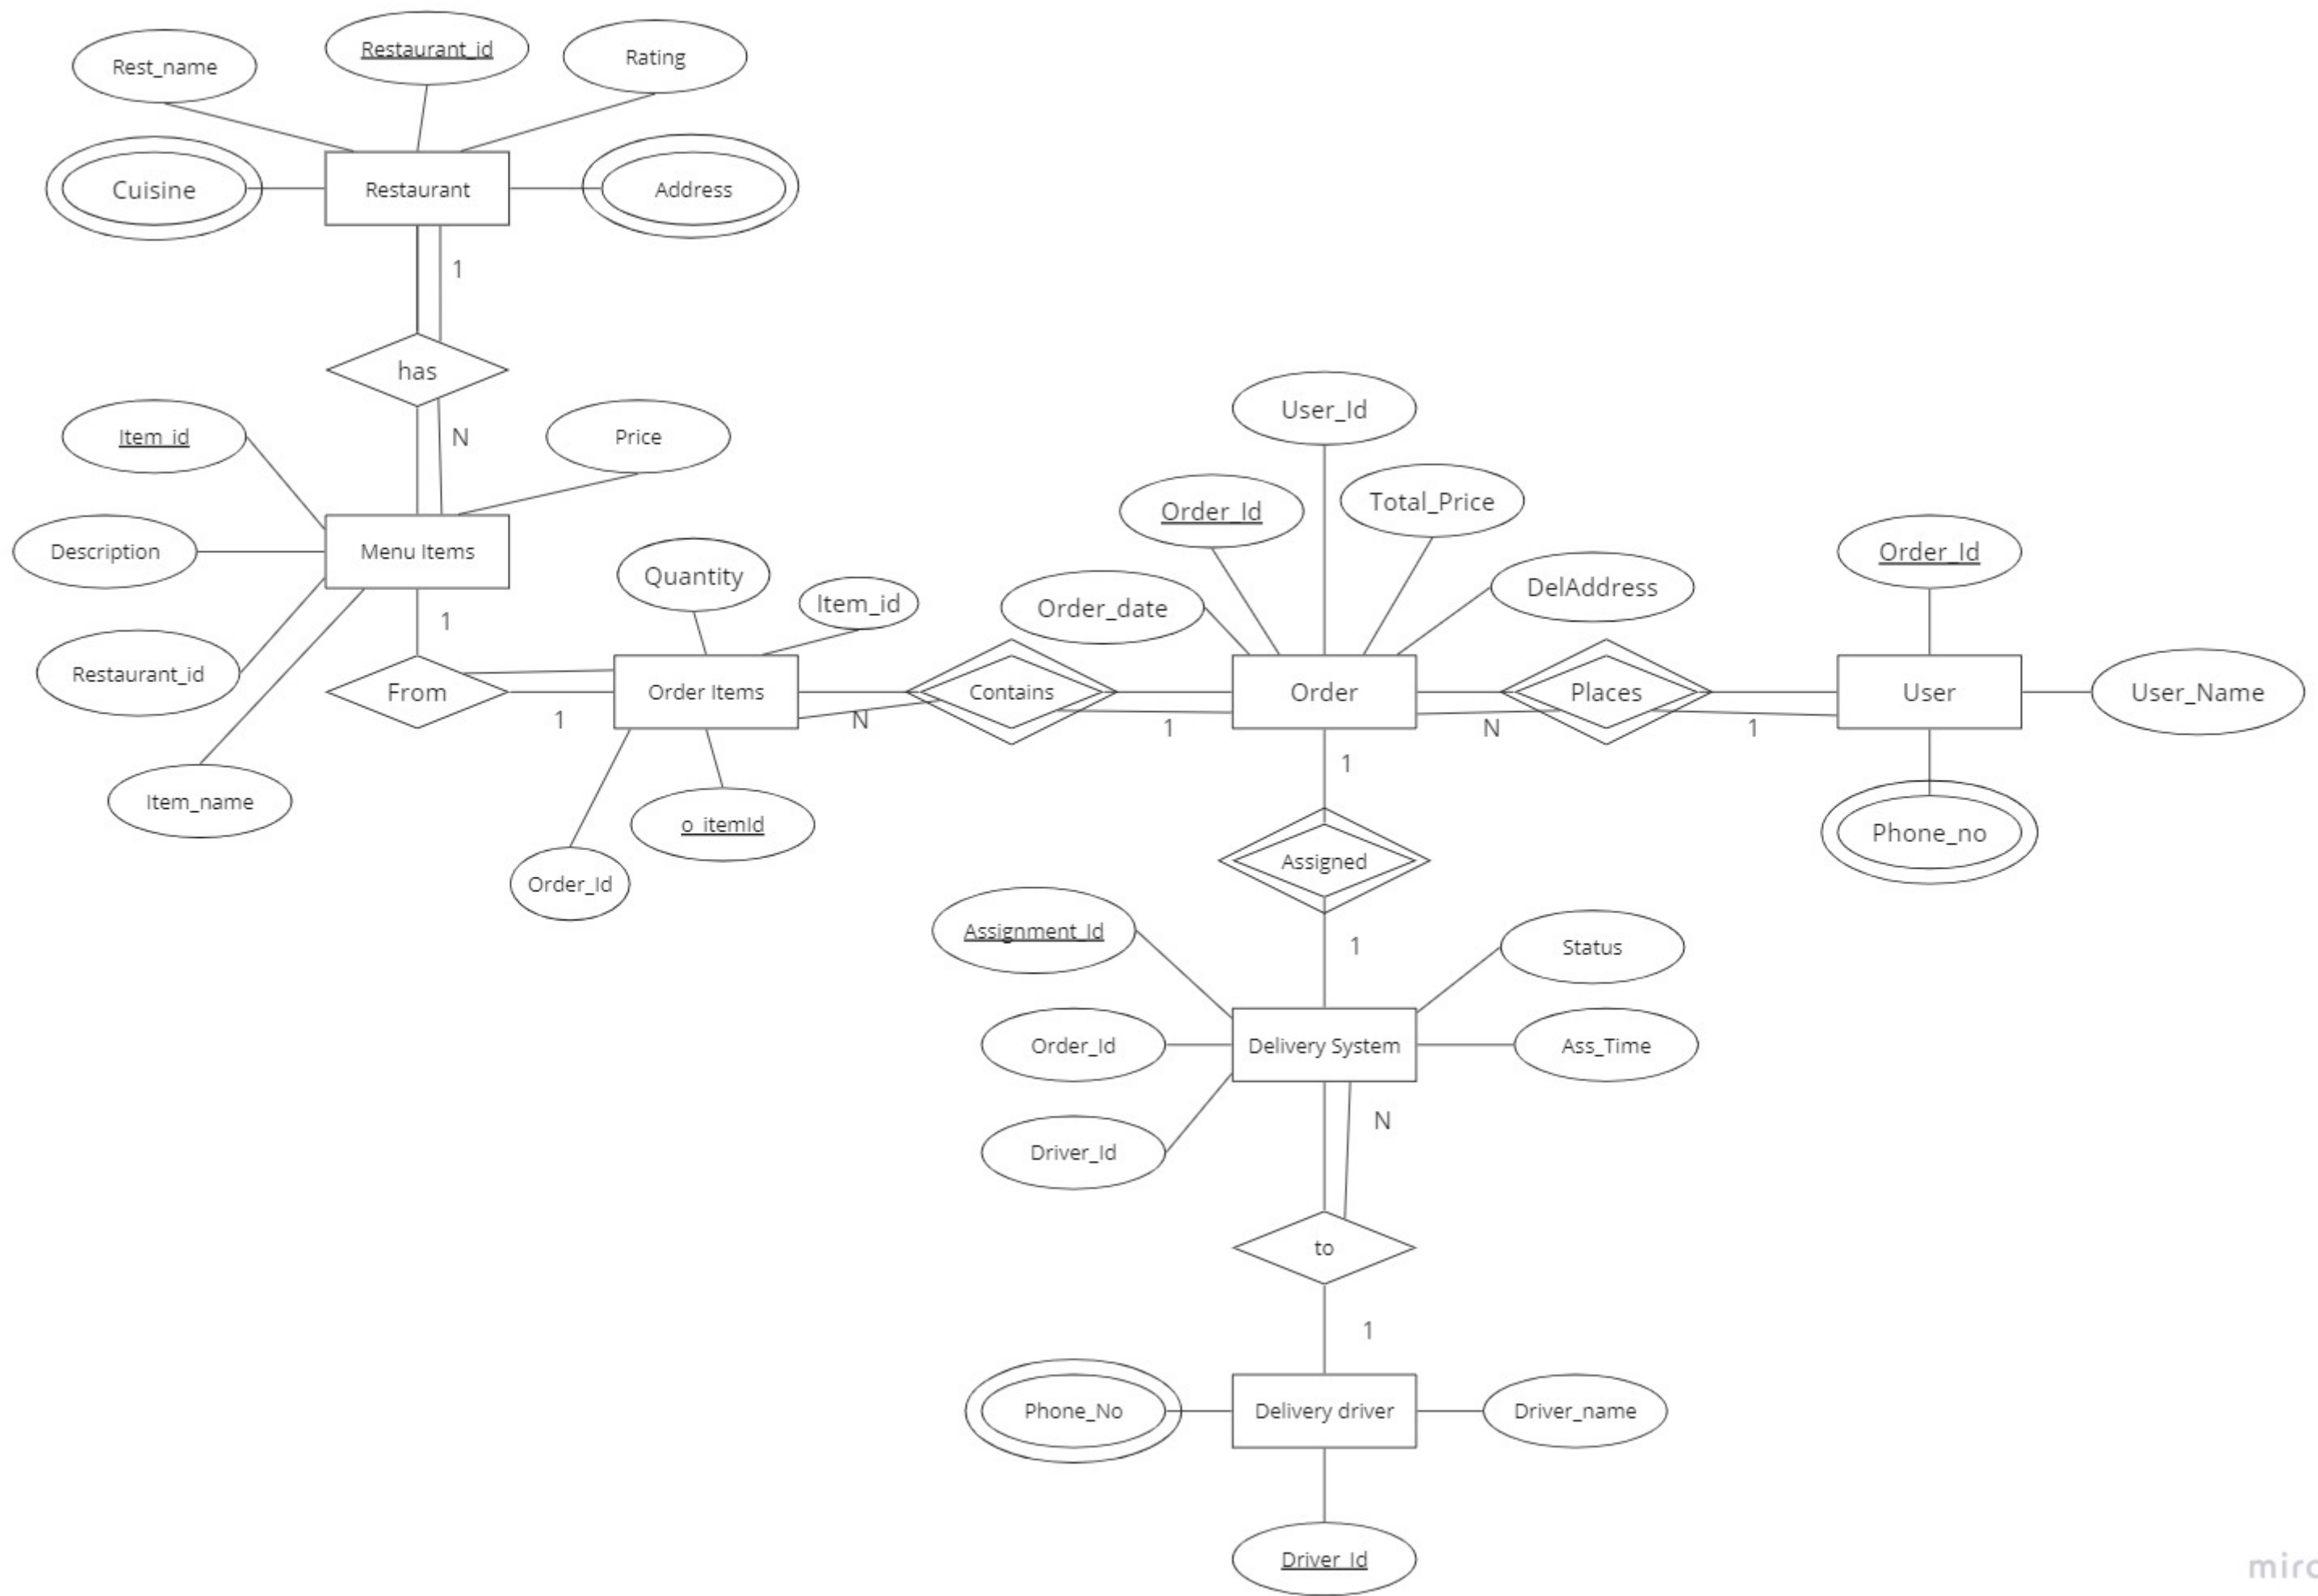 Restaurant_id
Rest_name
Rating
Cuisine
Restaurant
Address
1
has
N
Item_id
Price
User_Id
Order_Id
Total_Price
Description
Menu Items
Quantity
Item_id
Order_date
DelAddress
Order_Id
1
Restaurant_id
From
1
Order Items
N
Contains
1
Order
N
Places
1
User
User_Name
Item_name
o_itemId
Order_Id
1
Assigned
Phone_no
1
Assignment_Id
Status
Order_Id
Delivery System
Ass_Time
Driver_Id
N
to
1
Phone_No
Delivery driver
Driver_name
Driver_Id